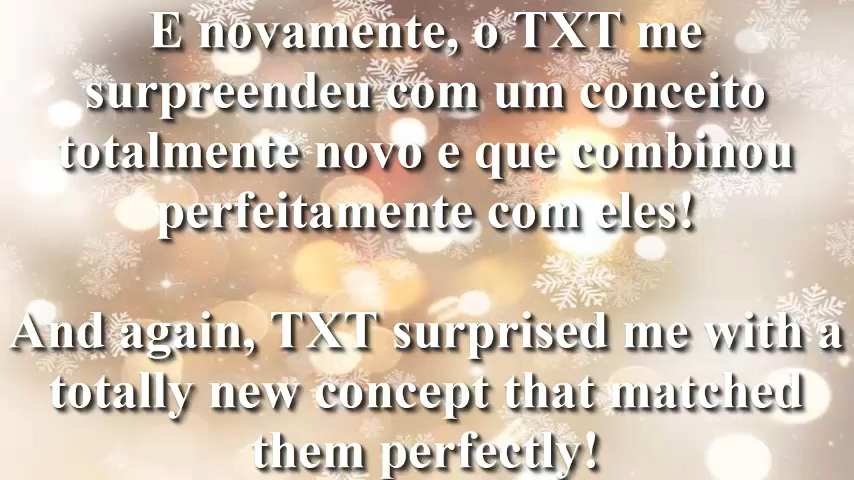 E novamente, o TXT me
surpreendeu com um conceito
totalmente novo e que combinou
perfeitamente com eles!
And again, TXT surprised me with a
totally new concept that matched
them perfectly!